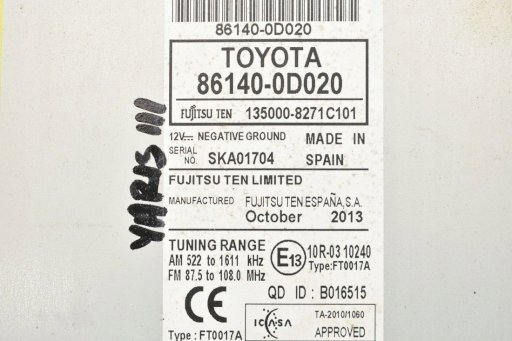 86140-0D020
TOYOTA
86140-0D020
FUJITSU TEN 135000-8271C101
12V NEGATIVE GROUND
SERIAL NO. SKA01704
MADE IN SPAIN
FUJITSU TEN LIMITED
MANUFACTURED FUJITSU TEN ESPAÑA,S.A.
October 2013
TUNING RANGE
AM 522 to 1611 kHz
FM 87.5 to 108.0 MHz
E13
10R-03 10240
Type:FT0017A
QD ID : B016515
CE
Type : FT0017A
ICASA
TA-2010/1060
APPROVED
YARIS III